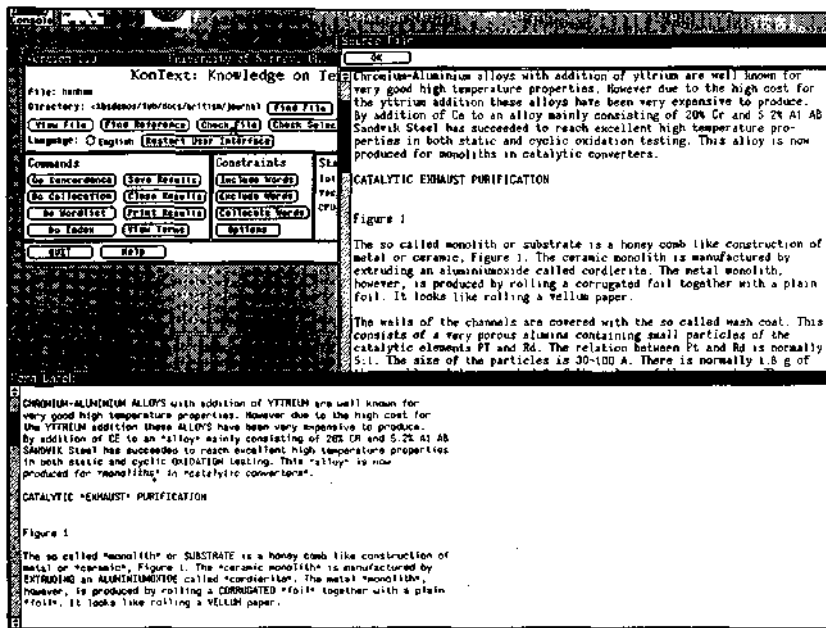 Console
Source File
OK
Version 1.0 University of Surrey,
KonText: Knowledge on Te
File: hanhum
Directory: Find File
View File Find Reference Check File Check Selec
Language: English Restart User Interface
Commands Constraints Sta
Do Concordance Save Results Include Words
Do Collocation Close Results Exclude Words
Do Wordlist Print Results Collocate Words
Do Index View Terms Options
QUIT Help
Chromium-Aluminium alloys with addition of yttrium are well known for
very good high temperature properties. However due to the high cost for
the yttrium addition these alloys have been very expensive to produce.
By addition of Ce to an alloy mainly consisting of 20% Cr and 5 2% Al AB
Sandvik Steel has succeeded to reach excellent high temperature pro-
perties in both static and cyclic oxidation testing. This alloy is now
produced for monoliths in catalytic converters.
CATALYTIC EXHAUST PURIFICATION
Figure 1
The so called monolith or substrate is a honey comb like construction of
metal or ceramic, Figure 1. The ceramic monolith is manufactured by
extruding an aluminiumoxide called cordierite. The metal monolith,
however, is produced by rolling a corrugated foil together with a plain
foil. It looks like rolling a vellum paper.
The walls of the channels are covered with the so called wash coat. This
consists of a very porous alumina containing small particles of the
catalytic elements PT and Rd. The relation between Pt and Rd is normally
5:1. The size of the particles is 30-100 A. There is normally 1.8 g of
CHROMIUM-ALUMINIUM ALLOYS with addition of YTTRIUM are well known for
very good high temperature properties. However due to the high cost for
the YTTRIUM addition these ALLOYS have been very expensive to produce.
By addition of CE to an *alloy* mainly consisting of 20% CR and 5.2% Al AB
SANDVIK Steel has succeeded to reach excellent high temperature properties
in both static and cyclic OXIDATION testing. This *alloy* is now
produced for *monoliths* in *catalytic converters*.
CATALYTIC *EXHAUST* PURIFICATION
Figure 1
The so called *monolith* or SUBSTRATE is a honey comb like construction of
metal or *ceramic*, Figure 1. The *ceramic monolith* is manufactured by
EXTRUDING an ALUMINIUMOXIDE called *cordierite*. The metal *monolith*,
however, is produced by rolling a CORRUGATED *foil* together with a plain
*foil*. It looks like rolling a VELLUM paper.